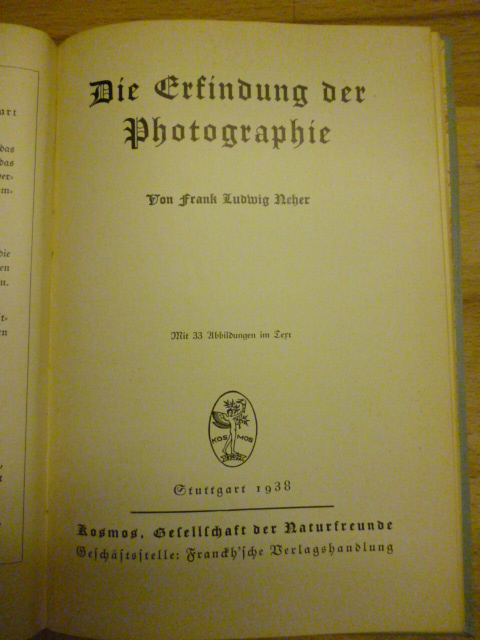 Die Erfindung der
Photographie
Von Frank Ludwig Neher
Mit 33 Abbildungen im Text
KOS MOS
Stuttgart 1938
Kosmos, Gesellschaft der Naturfreunde
Geschäftsstelle: Franckh'sche Verlagshandlung